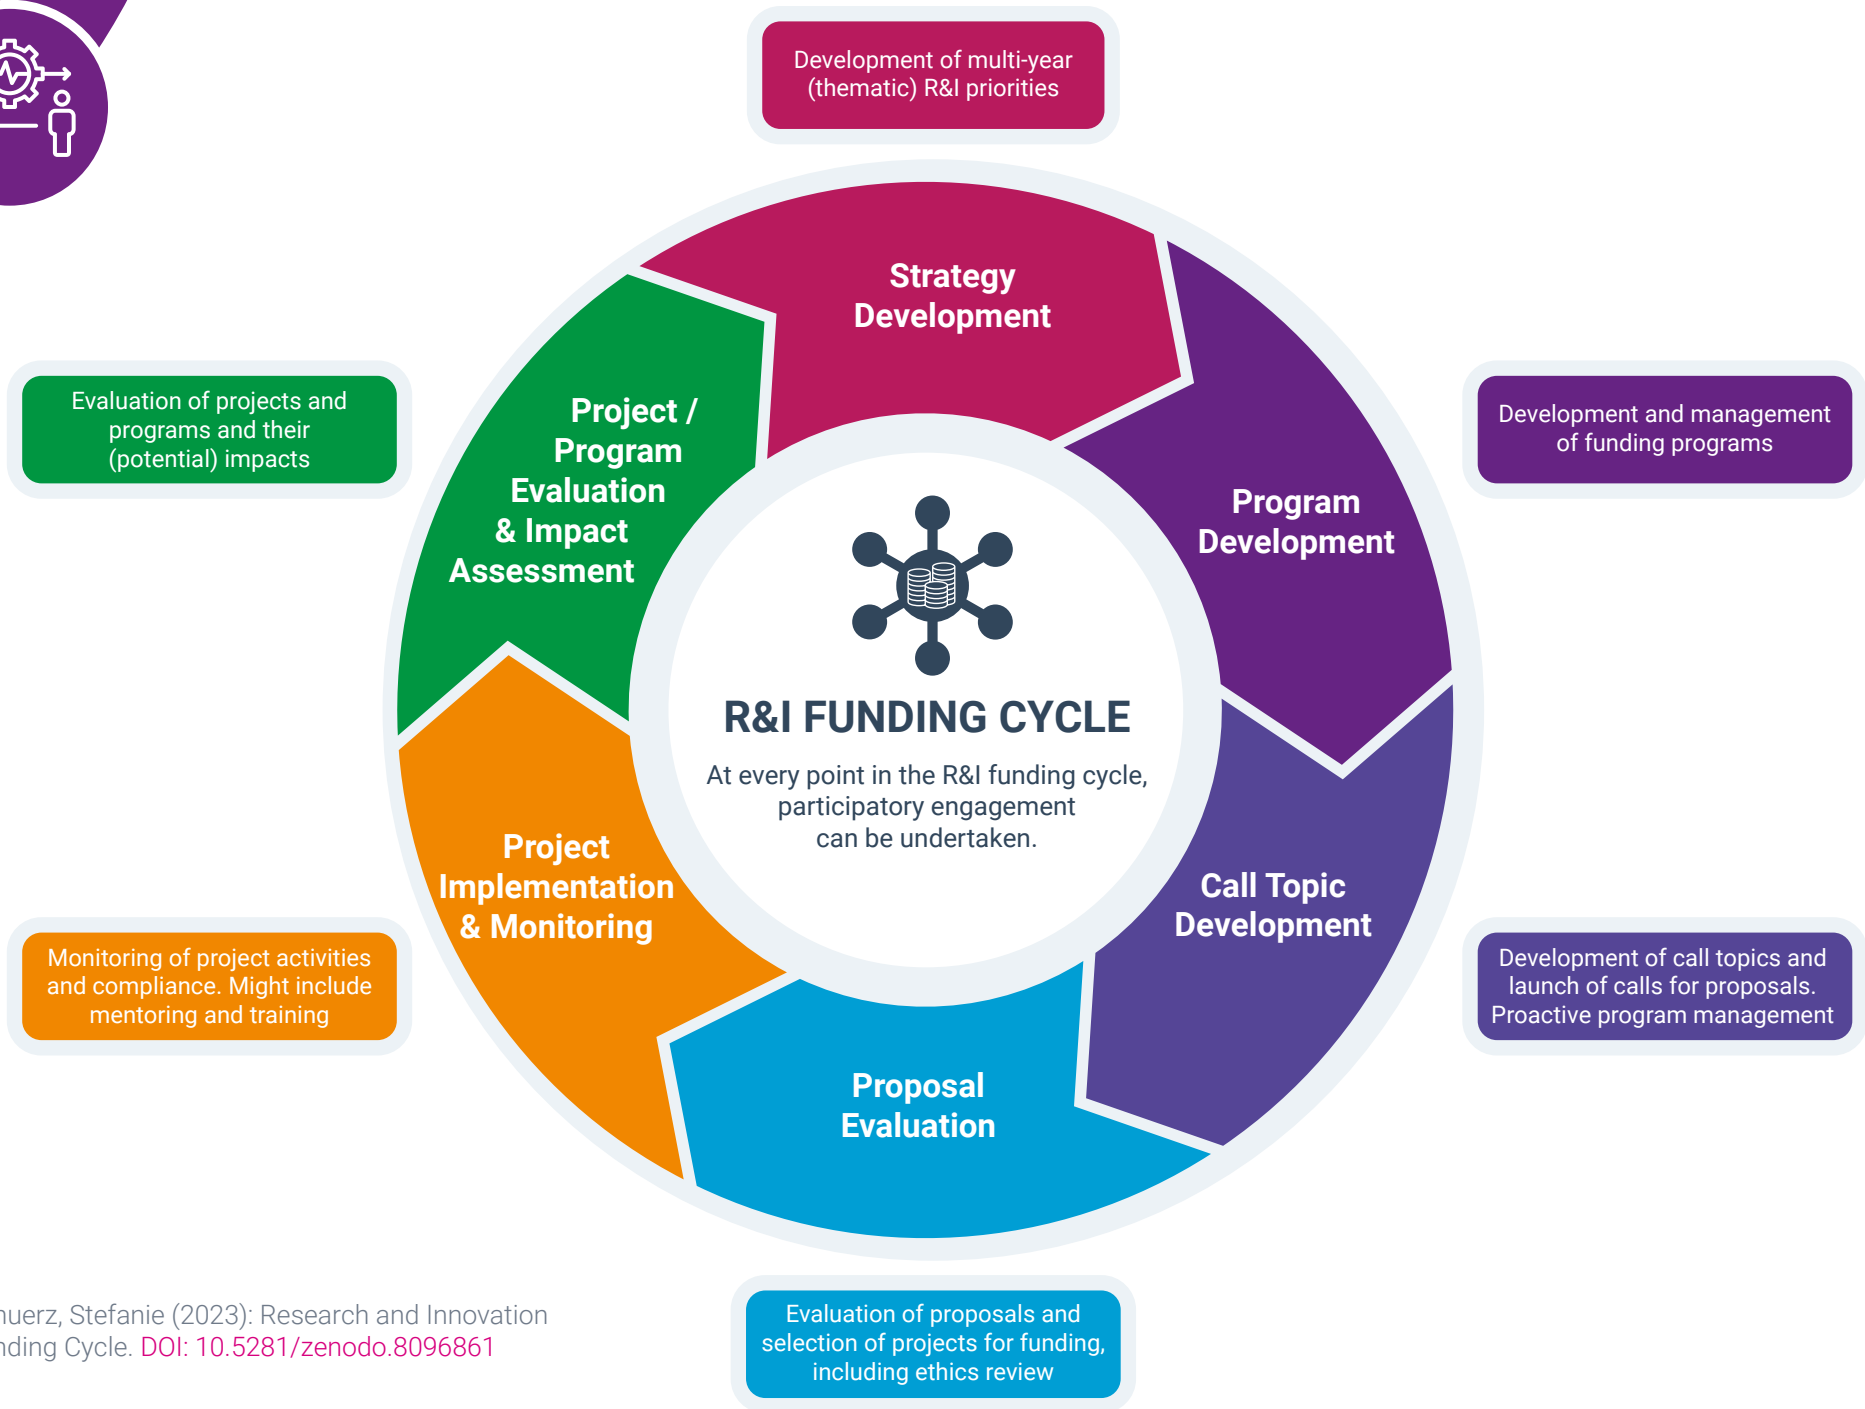 Development of multi-year
(thematic) R&I priorities
Strategy
Development
Program
Development
Development and management
of funding programs
Call Topic
Development
Development of call topics and
launch of calls for proposals.
Proactive program management
Proposal
Evaluation
Evaluation of proposals and
selection of projects for funding,
including ethics review
Project
Implementation
& Monitoring
Monitoring of project activities
and compliance. Might include
mentoring and training
Project /
Program
Evaluation
& Impact
Assessment
Evaluation of projects and
programs and their
(potential) impacts
R&I FUNDING CYCLE
At every point in the R&I funding cycle,
participatory engagement
can be undertaken.
Stefanie (2023): Research and Innovation
Cycle. DOI: 10.5281/zenodo.8096861